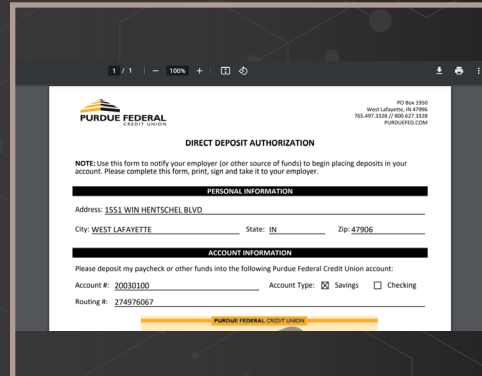 1 / 1 | − 100% +
PURDUE FEDERAL
CREDIT UNION
PO Box 1950
West Lafayette, IN 47996
765.497.3328 // 800.627.3328
PURDUEFED.COM
DIRECT DEPOSIT AUTHORIZATION
NOTE: Use this form to notify your employer (or other source of funds) to begin placing deposits in your
account. Please complete this form, print, sign and take it to your employer.
PERSONAL INFORMATION
Address: 1551 WIN HENTSCHEL BLVD
City: WEST LAFAYETTE State: IN Zip: 47906
ACCOUNT INFORMATION
Please deposit my paycheck or other funds into the following Purdue Federal Credit Union account:
Account #: 20030100 Account Type: ☒ Savings ☐ Checking
Routing #: 274976067
PURDUE FEDERAL CREDIT UNION